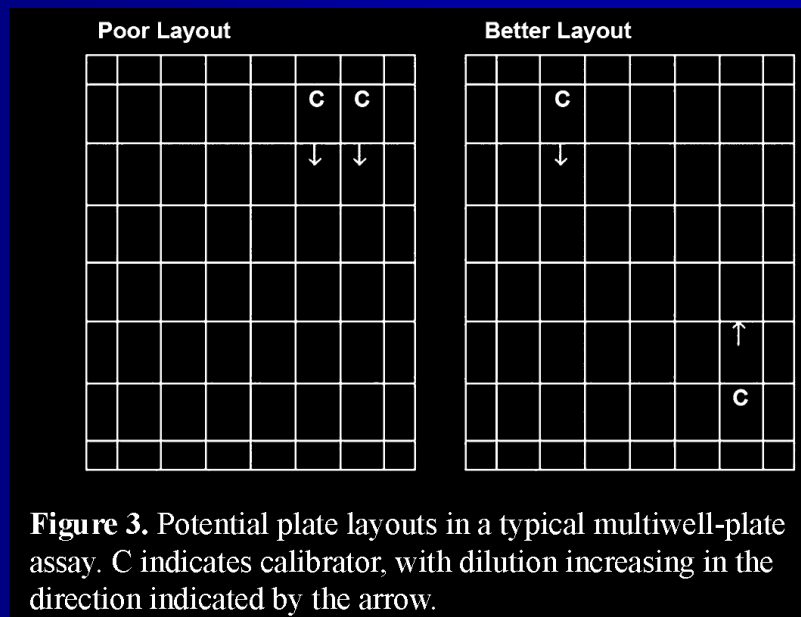 Poor Layout
Better Layout
C C
C
↓ ↓
↓
↑
C
Figure 3. Potential plate layouts in a typical multiwell-plate
assay. C indicates calibrator, with dilution increasing in the
direction indicated by the arrow.